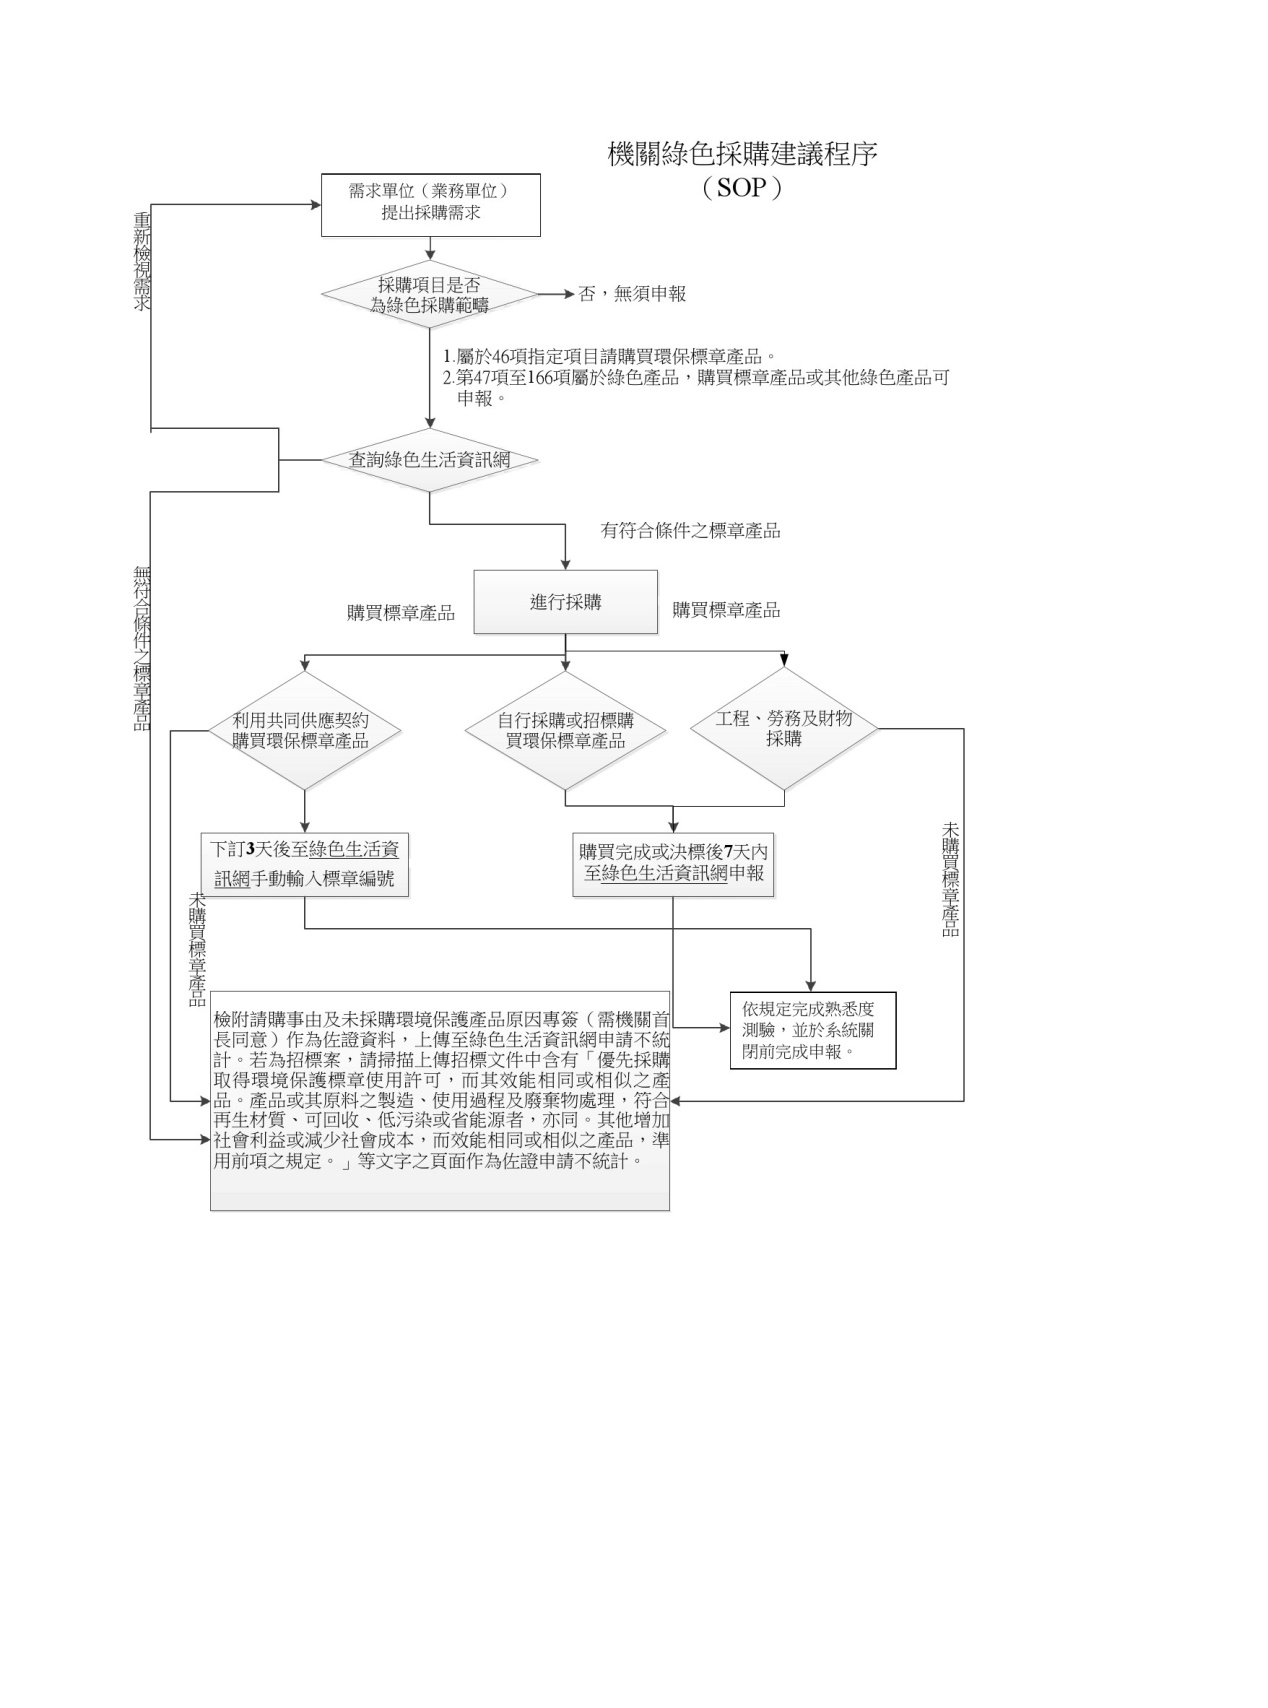 機關綠色採購建議程序
（SOP）
需求單位（業務單位）
提出採購需求
重新檢視需求
採購項目是否
為綠色採購範疇
否，無須申報
1.屬於46項指定項目請購買環保標章產品。
2.第47項至166項屬於綠色產品，購買標章產品或其他綠色產品可
申報。
查詢綠色生活資訊網
有符合條件之標章產品
無符合條件之標章產品
進行採購
購買標章產品
購買標章產品
利用共同供應契約
購買環保標章產品
自行採購或招標購
買環保標章產品
工程、勞務及財物
採購
下訂3天後至綠色生活資
訊網手動輸入標章編號
購買完成或決標後7天內
至綠色生活資訊網申報
未購買標章產品
未購買標章產品
依規定完成熟悉度
測驗，並於系統關
閉前完成申報。
檢附請購事由及未採購環境保護產品原因專簽（需機關首
長同意）作為佐證資料，上傳至綠色生活資訊網申請不統
計。若為招標案，請掃描上傳招標文件中含有「優先採購
取得環境保護標章使用許可，而其效能相同或相似之產
品。產品或其原料之製造、使用過程及廢棄物處理，符合
再生材質、可回收、低污染或省能源者，亦同。其他增加
社會利益或減少社會成本，而效能相同或相似之產品，準
用前項之規定。」等文字之頁面作為佐證申請不統計。